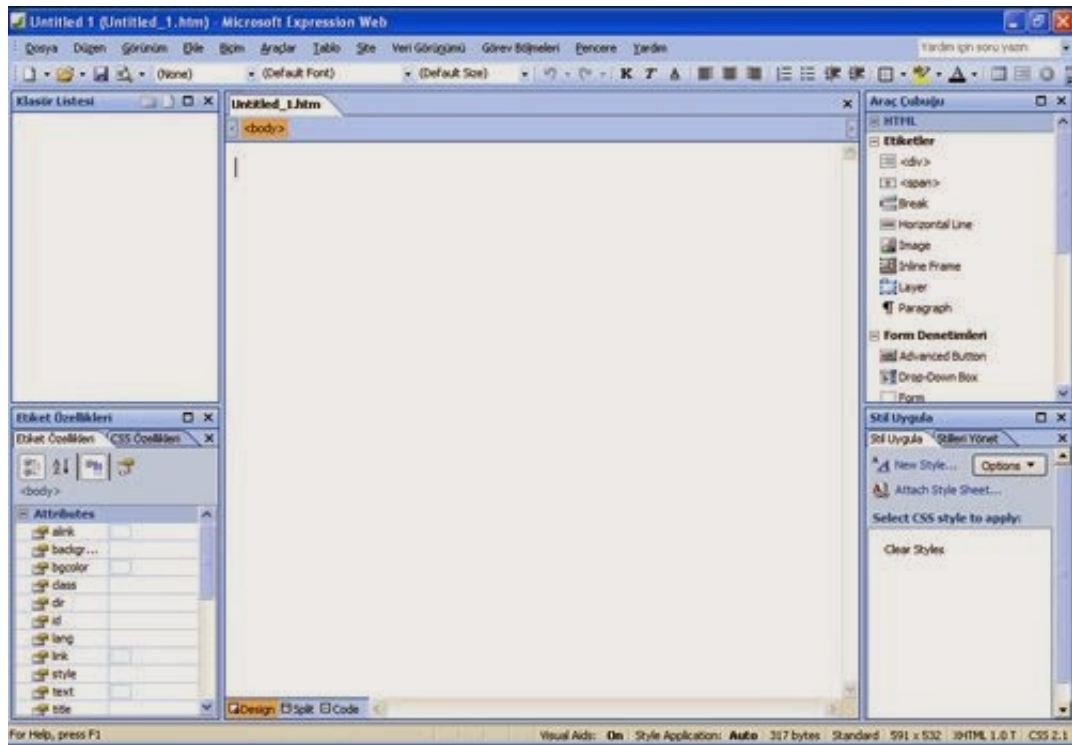 Untitled 1 (Untitled_1.htm) - Microsoft Expression Web
Dosya Düzen Görünüm Ekle Biçim Araçlar Tablo Site Veri Görünümü Görev Bölmeleri Pencere Yardım Yardım için soru yazın
(None) (Default Font) (Default Size) K T A
Klasör Listesi
Untitled_1.htm
<body>
Araç Çubuğu
HTML
Etiketler
<div>
<span>
Break
Horizontal Line
Image
Inline Frame
Layer
Paragraph
Form Denetimleri
Advanced Button
Drop-Down Box
Form
Etiket Özellikleri
Etiket Özellikleri CSS Özellikleri
<body>
Attributes
alink
backgr...
bgcolor
class
dir
id
lang
link
style
text
title
Stil Uygula
Stil Uygula Stilleri Yönet
New Style... Options
Attach Style Sheet...
Select CSS style to apply:
Clear Styles
Design Split Code
For Help, press F1
Visual Aids: On Style Application: Auto 317 bytes Standard 591 x 532 XHTML 1.0 T CSS 2.1